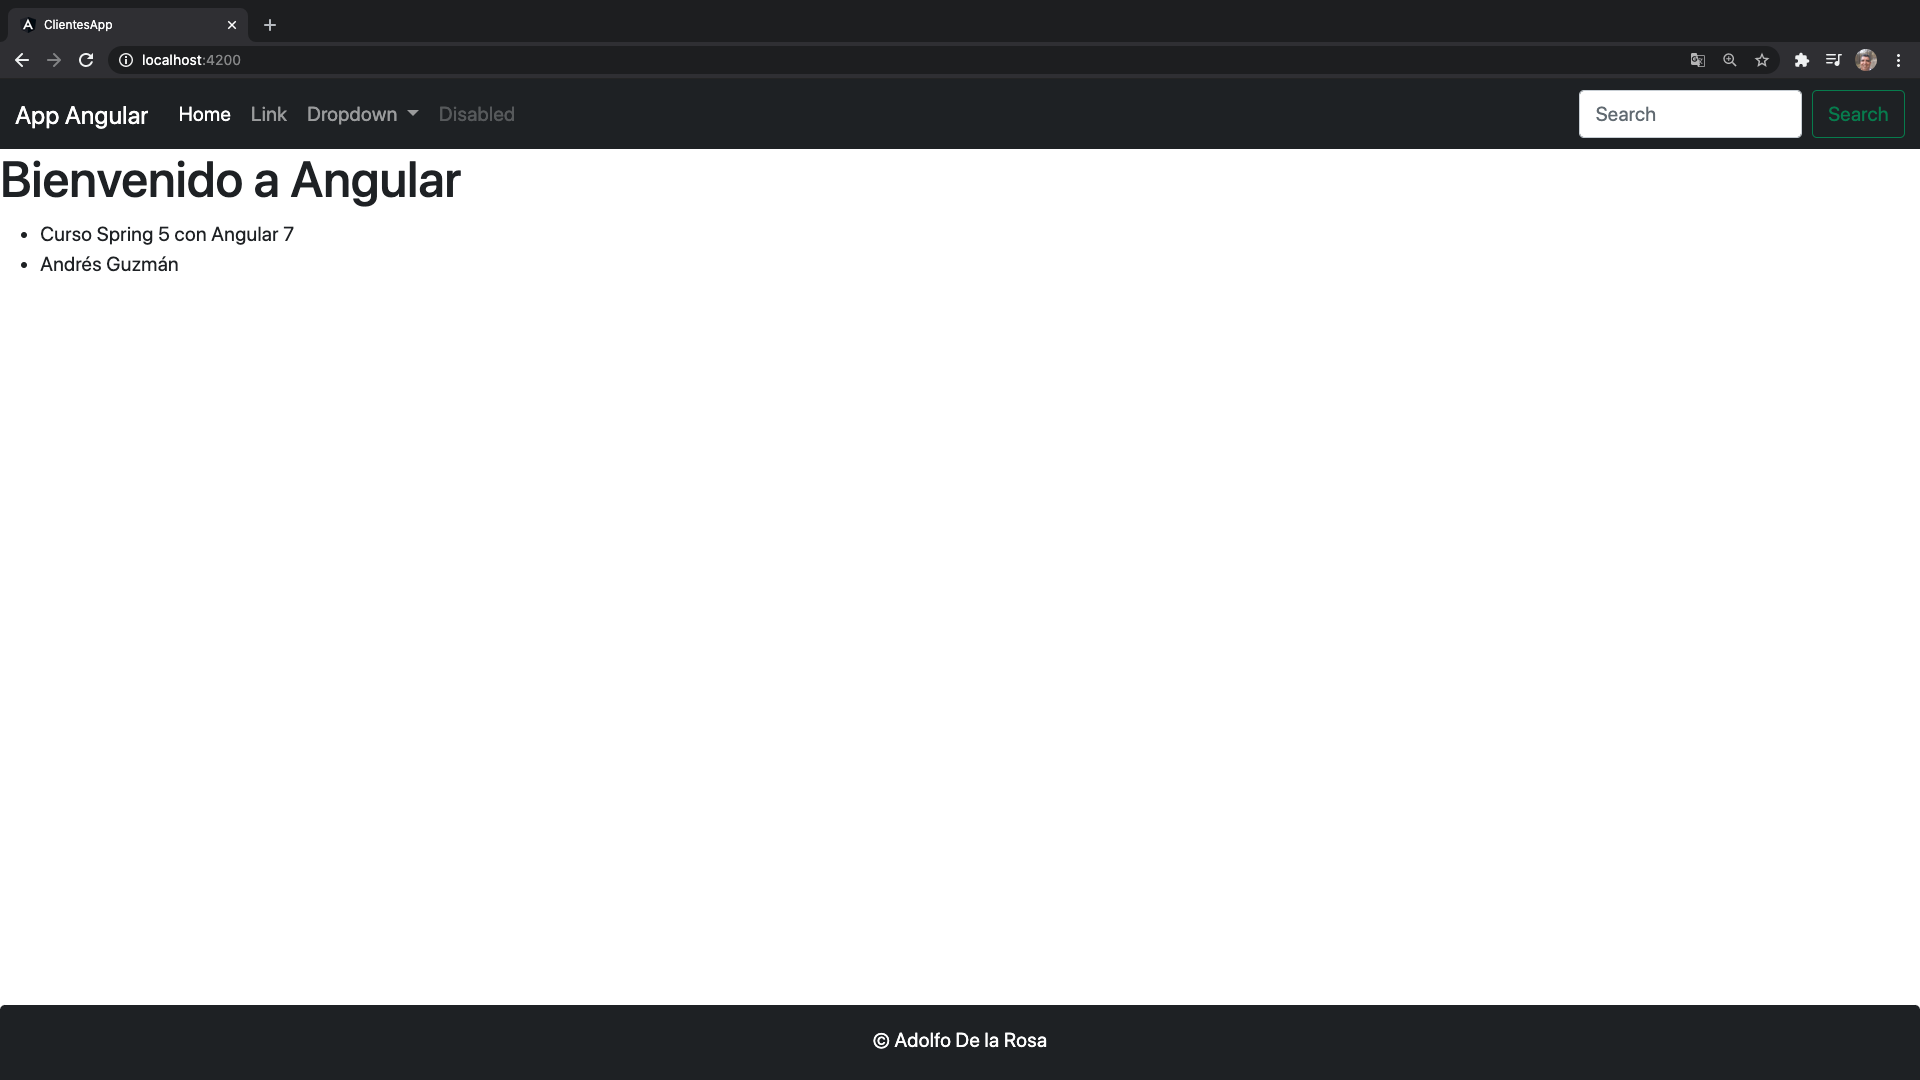 ClientesApp
localhost:4200
App Angular Home Link Dropdown Disabled Search Search
Bienvenido a Angular
• Curso Spring 5 con Angular 7
• Andrés Guzmán
© Adolfo De la Rosa